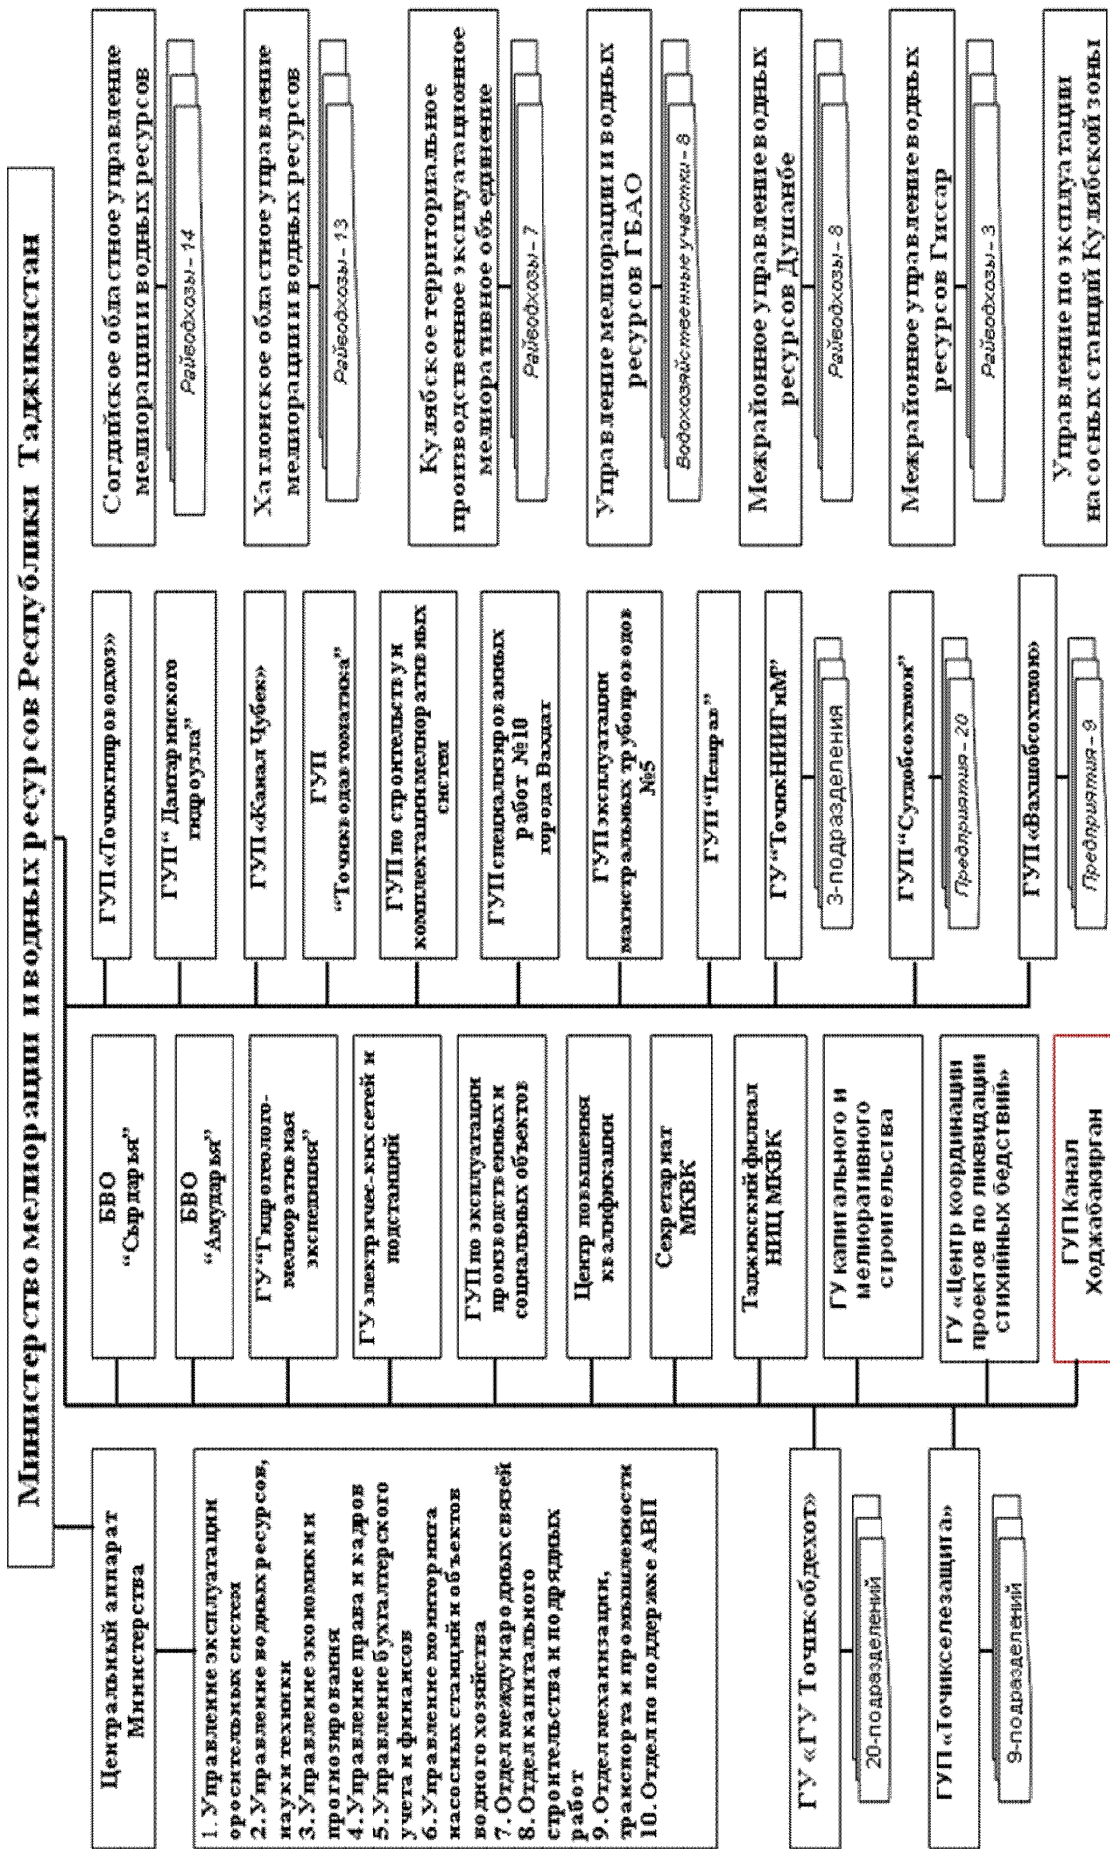 Министерство мелиорации и водных ресурсов Республики Таджикистан
Центральный аппарат
Министерства
1. Управление эксплуатации
оросительных систем
2. Управление водных ресурсов,
науки техники
3. Управление экономики и
прогнозирования
4. Управление права и кадров
5. Управление бухгалтерского
учета и финансов
6. Управление мониторинга
насосных станций и объектов
водного хозяйства
7. Отдел международных связей
8. Отдел капитального
строительства и подрядных
работ
9. Отдел механизации,
транспорта и промышленности
10. Отдел по поддержке АВП
ГУ «ГУ Точикобдехот»
20-подразделений
ГУП «Точикселезащита»
9-подразделений
БВО
“Сырдарья”
БВО
“Амударья”
ГУ “Гидрогеолого-
мелиоративная
экспедиция”
ГУ электричес-ких сетей и
подстанций
ГУП по эксплуатации
производственных и
социальных объектов
Центр повышения
квалификации
Секретариат
МКВК
Таджикский филиал
НИЦ МКВК
ГУ капитального и
мелиоративного
строительства
ГУ «Центр координации
проектов по ликвидации
стихийных бедствий»
ГУП Канал
Ходжабакирган
ГУП «Точикгипроводхоз»
ГУП “ Дангаринского
гидроузла”
ГУП «Канал Чубек»
ГУП
“Точикводавтоматика”
ГУП по строительству и
комплектации мелиоративных
систем
ГУП специализированных
работ №10
города Вахдат
ГУП эксплуатации
магистральных трубопроводов
№5
ГУП “Пешрав”
ГУ “ТочикНИИГиМ”
3-подразделения
ГУП “Сугдобсохтмон”
Предприятия – 20
ГУП «Вахшобсохтмон»
Предприятия – 9
Согдийское областное управление
мелиорации и водных ресурсов
Райводхозы – 14
Хатлонское областное управление
мелиорации и водных ресурсов
Райводхозы – 13
Кулябское территориальное
производственное эксплуатационное
мелиоративное объединение
Райводхозы – 7
Управление мелиорации и водных
ресурсов ГБАО
Водохозяйственные участки – 8
Межрайонное управление водных
ресурсов Душанбе
Райводхозы – 8
Межрайонное управление водных
ресурсов Гиссар
Райводхозы – 3
Управление по эксплуатации
насосных станций Кулябской зоны